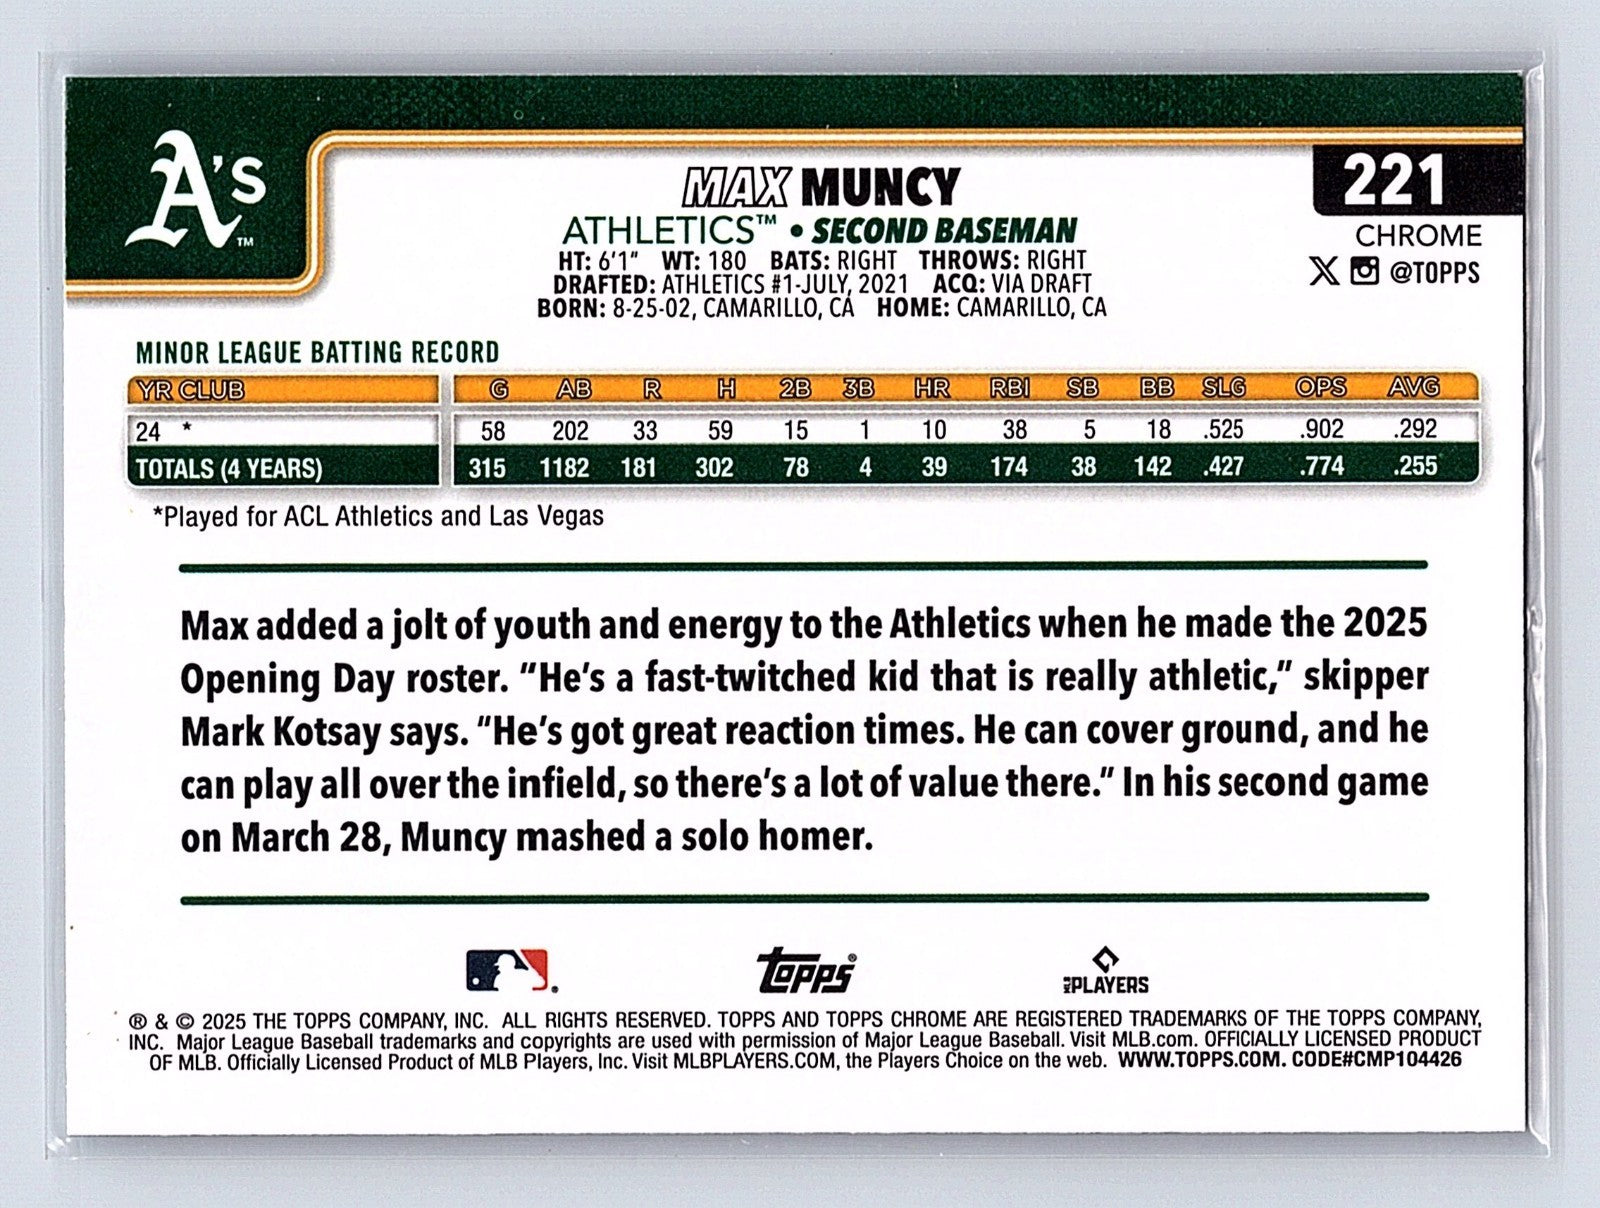 A's™
MAX MUNCY
221
ATHLETICS™ • SECOND BASEMAN
CHROME
HT: 6'1" WT: 180 BATS: RIGHT THROWS: RIGHT
@TOPPS
DRAFTED: ATHLETICS #1-JULY, 2021 ACQ: VIA DRAFT
BORN: 8-25-02, CAMARILLO, CA HOME: CAMARILLO, CA
MINOR LEAGUE BATTING RECORD
YR CLUB G AB R H 2B 3B HR RBI SB BB SLG OPS AVG
24 * 58 202 33 59 15 1 10 38 5 18 .525 .902 .292
TOTALS (4 YEARS) 315 1182 181 302 78 4 39 174 38 142 .427 .774 .255
*Played for ACL Athletics and Las Vegas
Max added a jolt of youth and energy to the Athletics when he made the 2025
Opening Day roster. "He's a fast-twitched kid that is really athletic," skipper
Mark Kotsay says. "He's got great reaction times. He can cover ground, and he
can play all over the infield, so there's a lot of value there." In his second game
on March 28, Muncy mashed a solo homer.
topps® PLAYERS
® & © 2025 THE TOPPS COMPANY, INC. ALL RIGHTS RESERVED. TOPPS AND TOPPS CHROME ARE REGISTERED TRADEMARKS OF THE TOPPS COMPANY,
INC. Major League Baseball trademarks and copyrights are used with permission of Major League Baseball. Visit MLB.com. OFFICIALLY LICENSED PRODUCT
OF MLB. Officially Licensed Product of MLB Players, Inc. Visit MLBPLAYERS.COM, the Players Choice on the web. WWW.TOPPS.COM. CODE#CMP104426